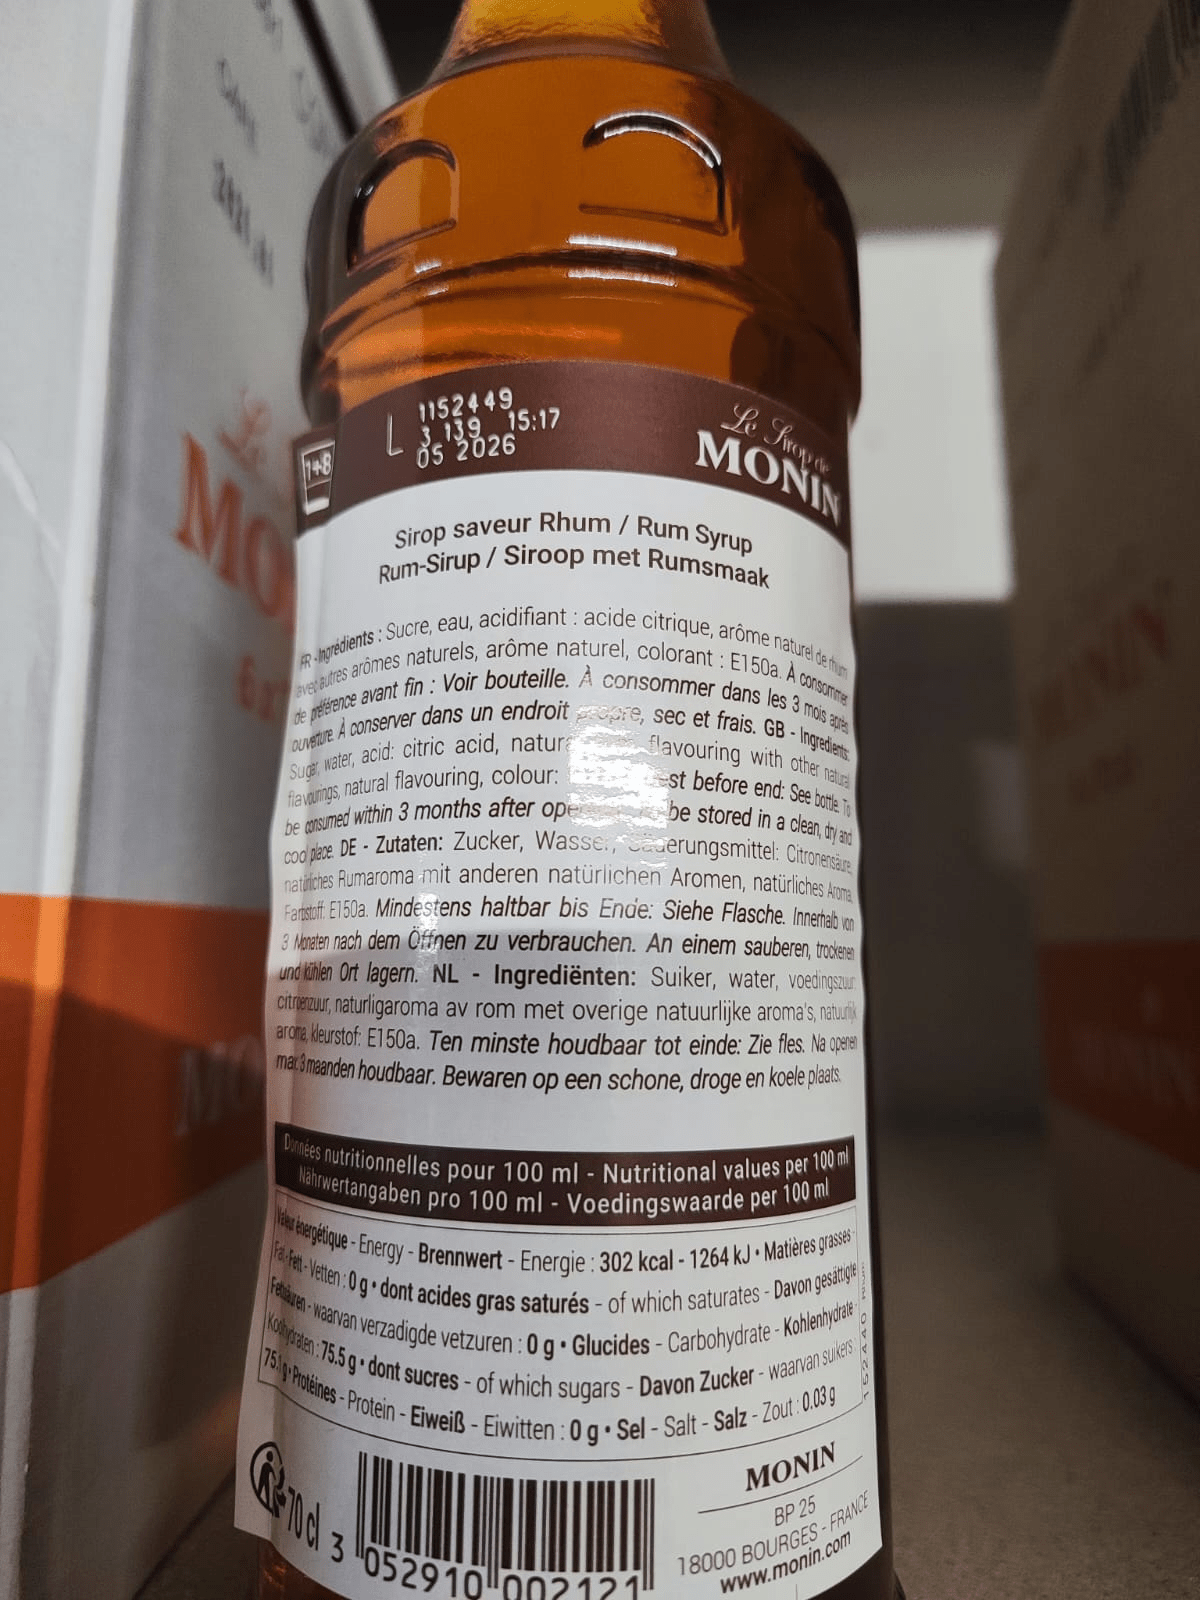 L 1152449
3 139 15:17
05 2026
1+8
Le Sirop de
MONIN
Sirop saveur Rhum / Rum Syrup
Rum-Sirup / Siroop met Rumsmaak
FR - Ingrédients : Sucre, eau, acidifiant : acide citrique, arôme naturel de rhum
avec autres arômes naturels, arôme naturel, colorant : E150a. À consommer
de préférence avant fin : Voir bouteille. À consommer dans les 3 mois après
ouverture. À conserver dans un endroit propre, sec et frais. GB - Ingredients:
Sugar, water, acid: citric acid, flavouring with other natural
flavourings, natural flavouring, colour: before end: See bottle. To
be consumed within 3 months after be stored in a clean, dry and
cool place. DE - Zutaten: Zucker, Wasser, Säuerungsmittel: Citronensäure,
natürliches Rumaroma mit anderen natürlichen Aromen, natürliches Aroma,
Farbstoff: E150a. Mindestens haltbar bis Ende: Siehe Flasche. Innerhalb von
3 Monaten nach dem Öffnen zu verbrauchen. An einem sauberen, trockenen
und kühlen Ort lagern. NL - Ingrediënten: Suiker, water, voedingszuur:
citroenzuur, naturligaroma av rom met overige natuurlijke aroma's, natuurlijk
aroma, kleurstof: E150a. Ten minste houdbaar tot einde: Zie fles. Na openen
max. 3 maanden houdbaar. Bewaren op een schone, droge en koele plaats.
Données nutritionnelles pour 100 ml - Nutritional values per 100 ml
Nährwertangaben pro 100 ml - Voedingswaarde per 100 ml
Valeur énergétique - Energy - Brennwert - Energie : 302 kcal - 1264 kJ • Matières grasses -
Fat - Fett - Vetten : 0 g • dont acides gras saturés - of which saturates - Davon gesättigte
Fettsäuren - waarvan verzadigde vetzuren : 0 g • Glucides - Carbohydrate - Kohlenhydrate -
Koolhydraten : 75.5 g • dont sucres - of which sugars - Davon Zucker - waarvan suikers :
75.1 g • Protéines - Protein - Eiweiß - Eiwitten : 0 g • Sel - Salt - Salz - Zout : 0.03 g
152440 Rhum
70 cl
3 052910 002121
MONIN
BP 25
18000 BOURGES - FRANCE
www.monin.com